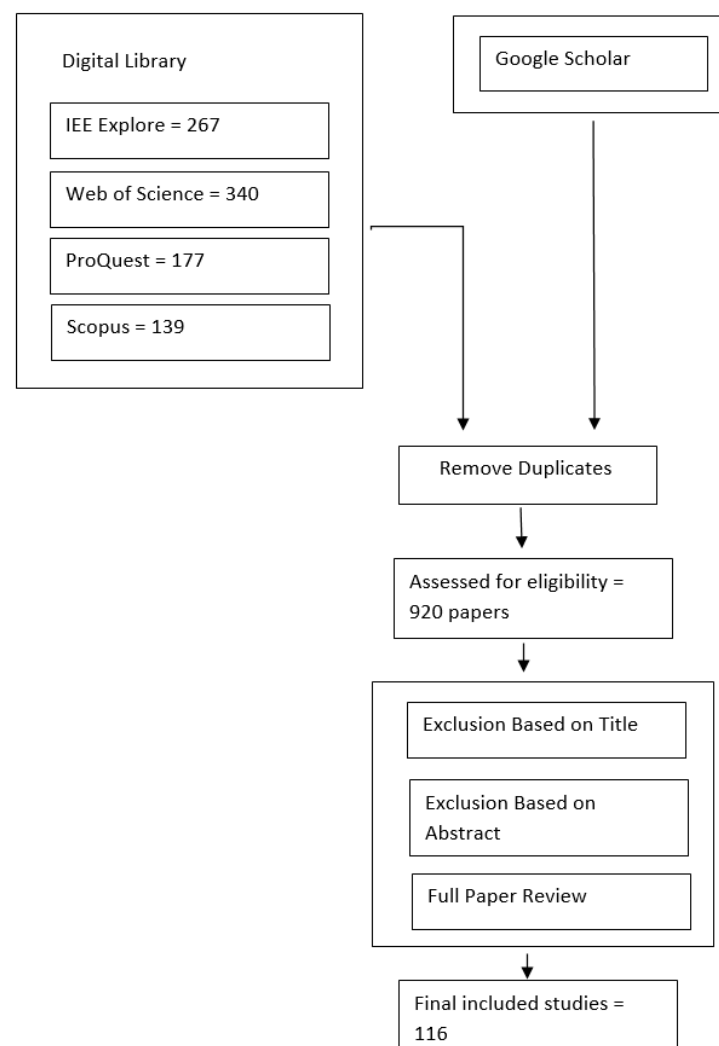 Digital Library
IEE Explore = 267
Web of Science = 340
ProQuest = 177
Scopus = 139
Google Scholar
Remove Duplicates
Assessed for eligibility =
920 papers
Exclusion Based on Title
Exclusion Based on
Abstract
Full Paper Review
Final included studies =
116